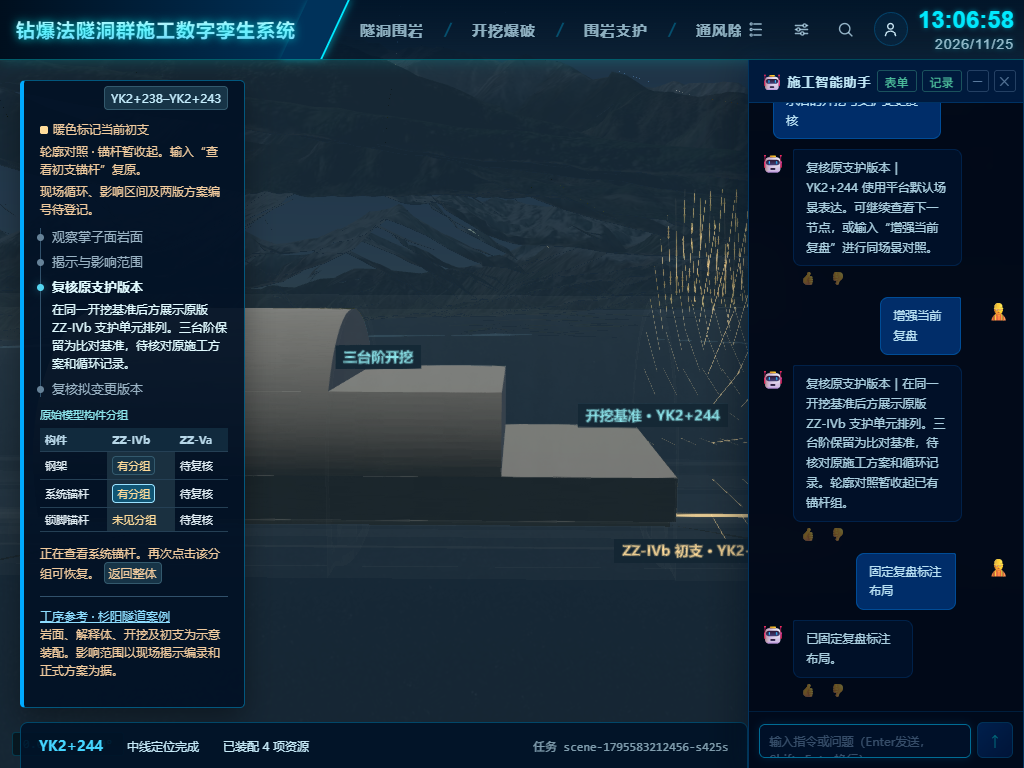 钻爆法隧洞群施工数字孪生系统
隧洞围岩 / 开挖爆破 / 围岩支护 / 通风除
13:06:58
2026/11/25
YK2+238—YK2+243
暖色标记当前初支
轮廓对照 · 锚杆暂收起。输入“查
看初支锚杆”复原。
现场循环、影响区间及两版方案编
号待登记。
观察掌子面岩面
揭示与影响范围
复核原支护版本
在同一开挖基准后方展示原版
ZZ-IVb 支护单元排列。三台阶保
留为比对基准，待核对原施工方
案和循环记录。
复核拟变更版本
原始模型构件分组
构件 ZZ-IVb ZZ-Va
钢架 有分组 待复核
系统锚杆 有分组 待复核
锁脚锚杆 未见分组 待复核
正在查看系统锚杆。再次点击该分
组可恢复。 返回整体
工序参考 · 杉阳隧道案例
岩面、解释体、开挖及初支为示意
装配。影响范围以现场揭示编录和
正式方案为据。
三台阶开挖
开挖基准 · YK2+244
ZZ-IVb 初支 · YK2-
YK2+244 中线定位完成 已装配 4 项资源 任务 scene-1795583212456-s425s
施工智能助手 表单 记录
核
复核原支护版本 |
YK2+244 使用平台默认场
景表达。可继续查看下一
节点，或输入“增强当前
复盘”进行同场景对照。
增强当前
复盘
复核原支护版本 | 在同一
开挖基准后方展示原版
ZZ-IVb 支护单元排列。三
台阶保留为比对基准，待
核对原施工方案和循环记
录。轮廓对照暂收起已有
锚杆组。
固定复盘标注
布局
已固定复盘标注
布局。
输入指令或问题（Enter发送，